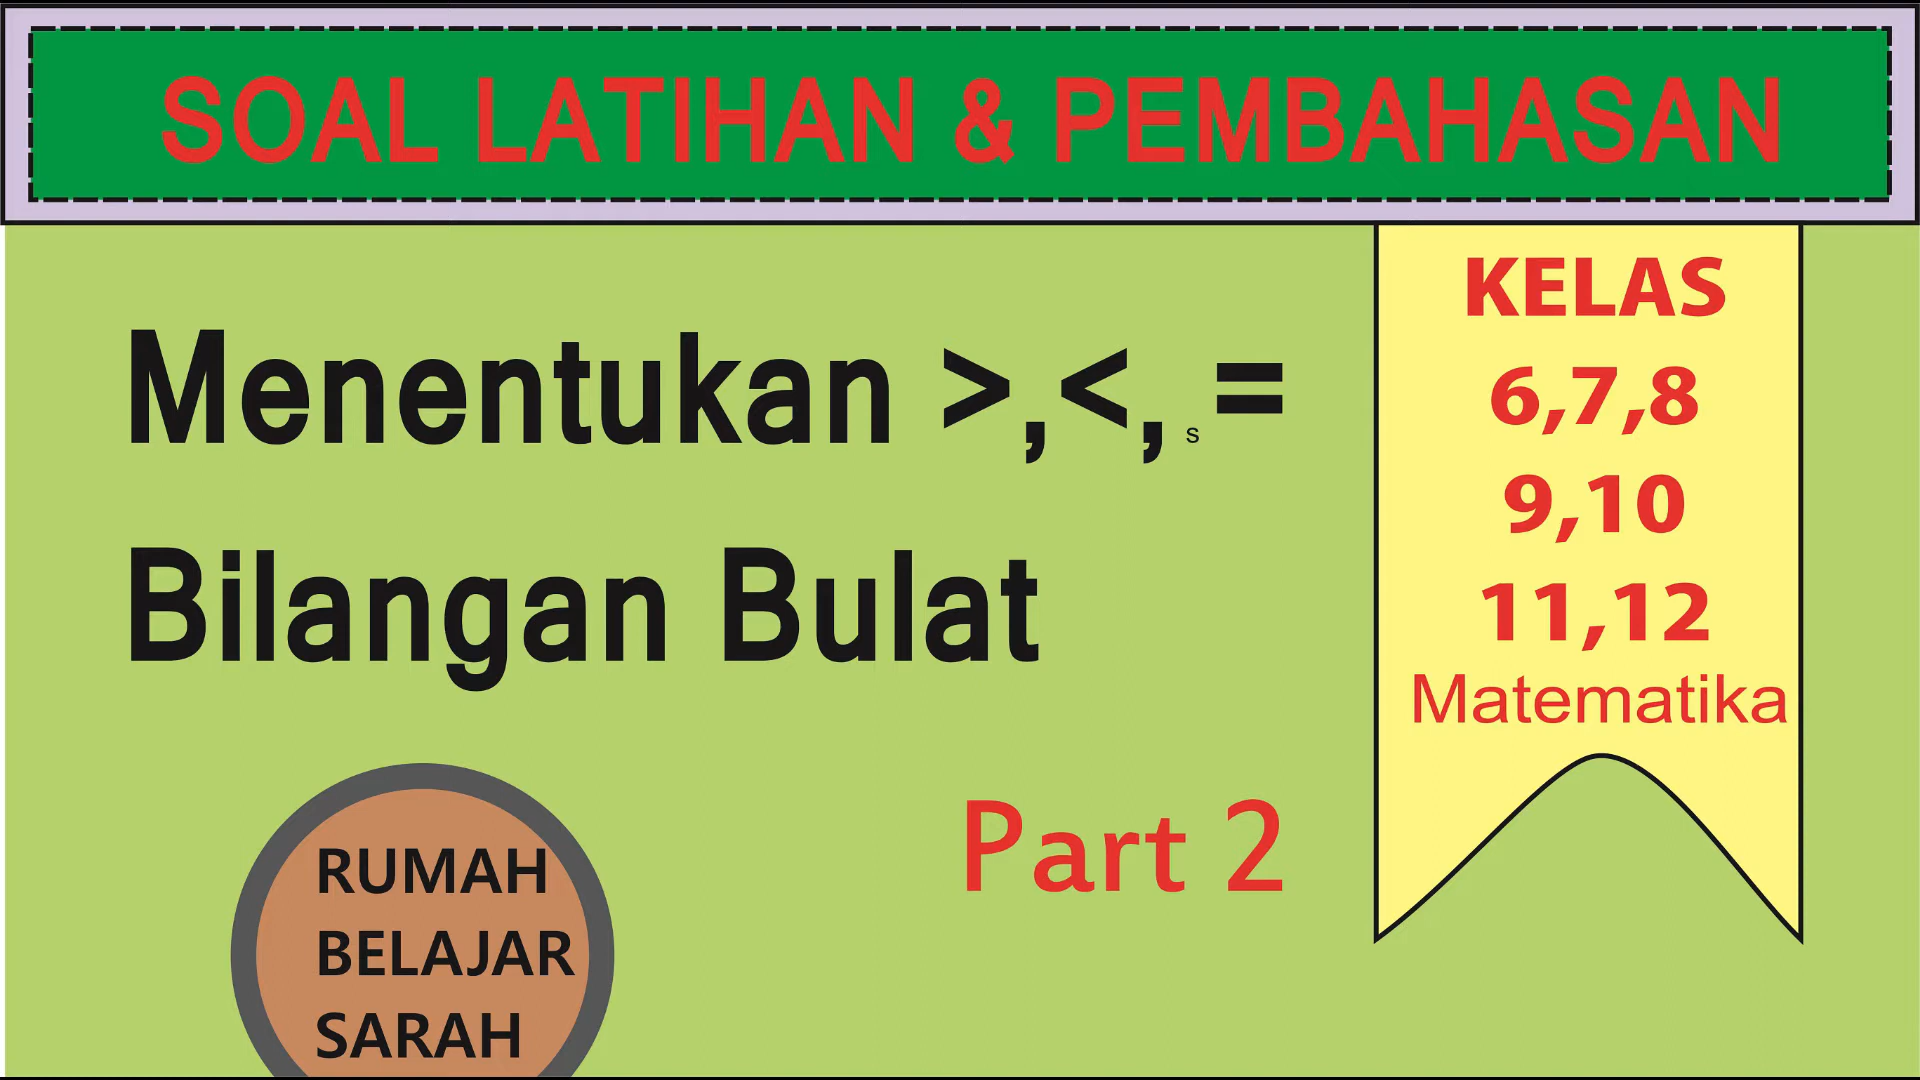 SOAL LATIHAN & PEMBAHASAN
Menentukan >,<, s =
Bilangan Bulat
Part 2
KELAS
6,7,8
9,10
11,12
Matematika
RUMAH
BELAJAR
SARAH